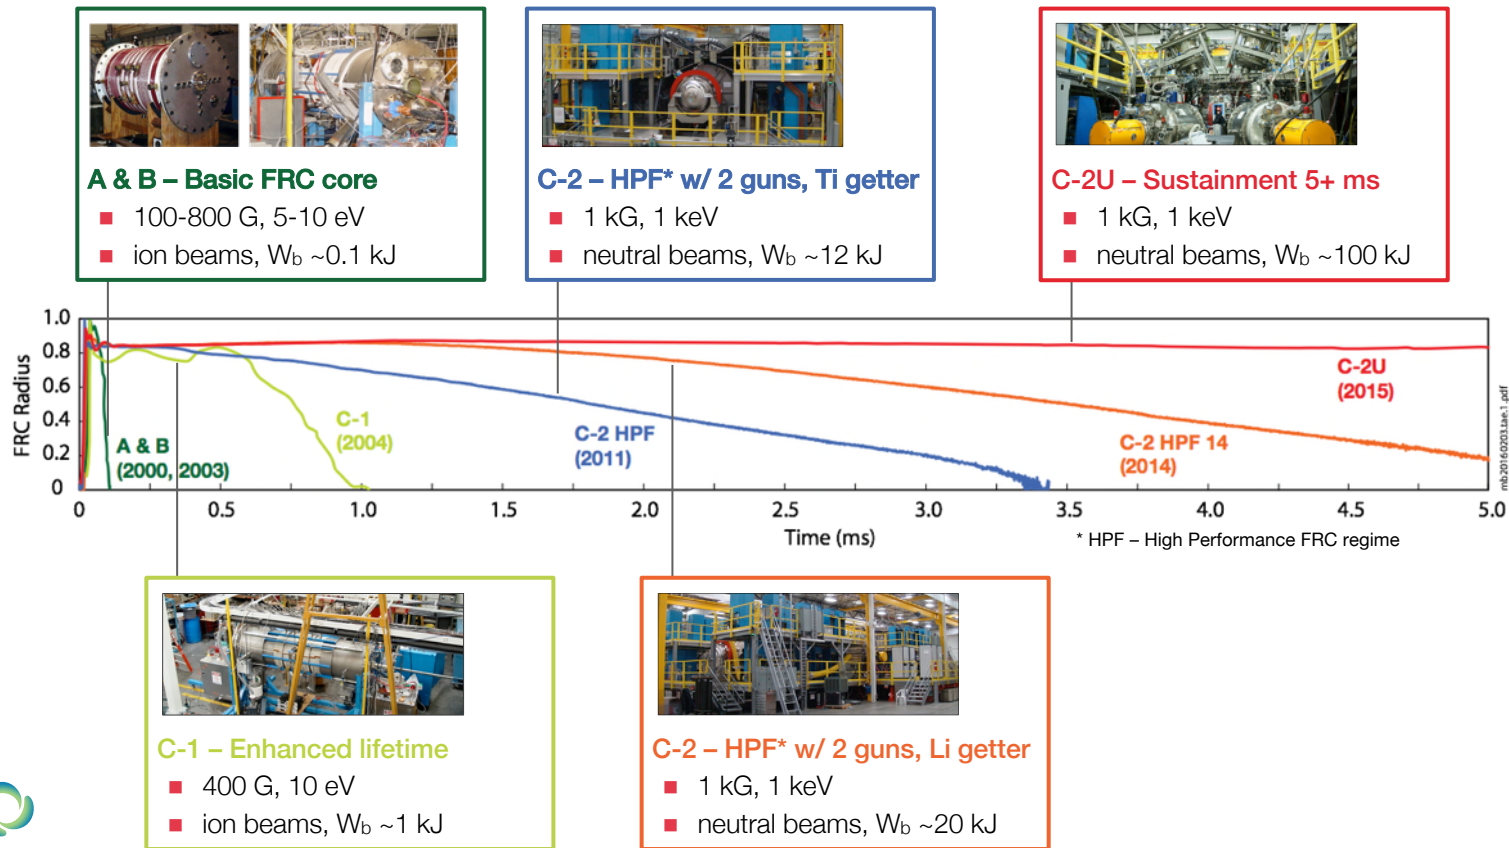 A & B – Basic FRC core
100-800 G, 5-10 eV
ion beams, Wb ~0.1 kJ
C-2 – HPF* w/ 2 guns, Ti getter
1 kG, 1 keV
neutral beams, Wb ~12 kJ
C-2U – Sustainment 5+ ms
1 kG, 1 keV
neutral beams, Wb ~100 kJ
FRC Radius
1.0
0.8
0.6
0.4
0.2
0
A & B
(2000, 2003)
C-1
(2004)
C-2 HPF
(2011)
C-2 HPF 14
(2014)
C-2U
(2015)
0 0.5 1.0 1.5 2.0 2.5 3.0 3.5 4.0 4.5 5.0
Time (ms)
* HPF – High Performance FRC regime
mb20160203.tae.1.pdf
C-1 – Enhanced lifetime
400 G, 10 eV
ion beams, Wb ~1 kJ
C-2 – HPF* w/ 2 guns, Li getter
1 kG, 1 keV
neutral beams, Wb ~20 kJ